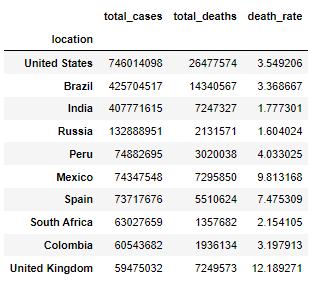 total_cases total_deaths death_rate
location
United States 746014098 26477574 3.549206
Brazil 425704517 14340567 3.368667
India 407771615 7247327 1.777301
Russia 132888951 2131571 1.604024
Peru 74882695 3020038 4.033025
Mexico 74347548 7295850 9.813168
Spain 73717676 5510624 7.475309
South Africa 63027659 1357682 2.154105
Colombia 60543682 1936134 3.197913
United Kingdom 59475032 7249573 12.189271